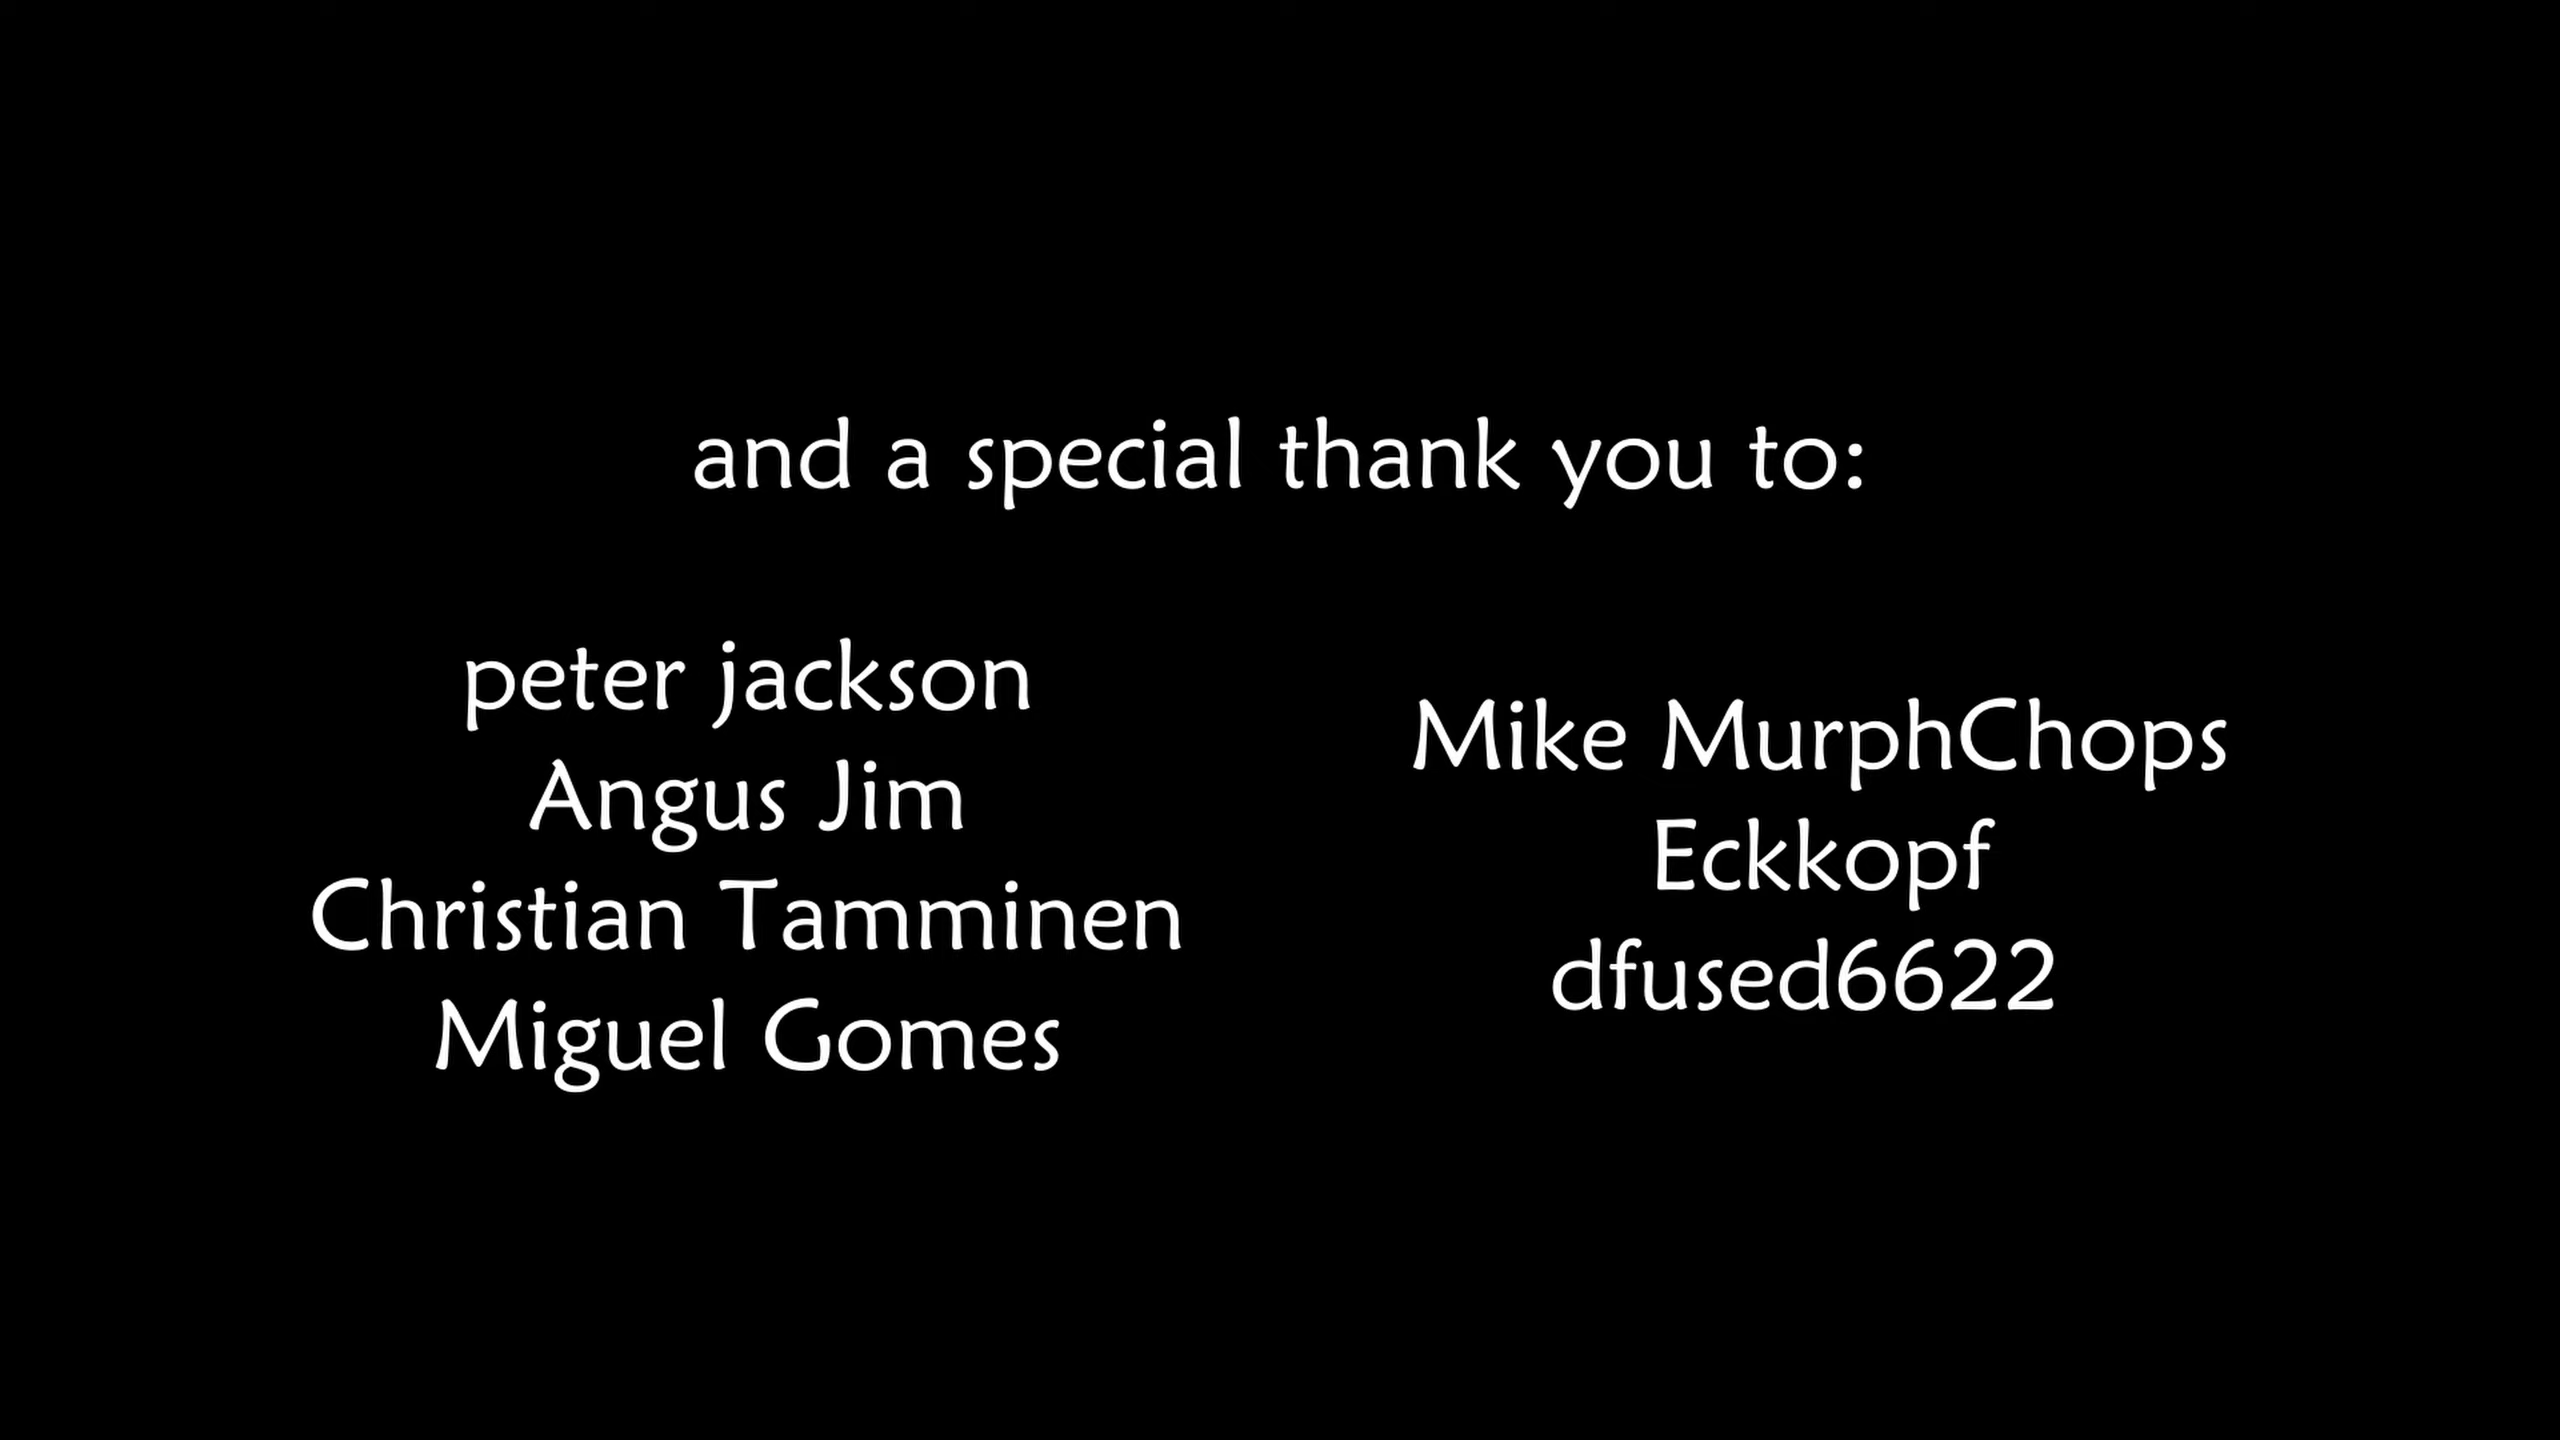 and a special thank you to:
peter jackson
Angus Jim
Christian Tamminen
Miguel Gomes
Mike MurphChops
Eckkopf
dfused6622